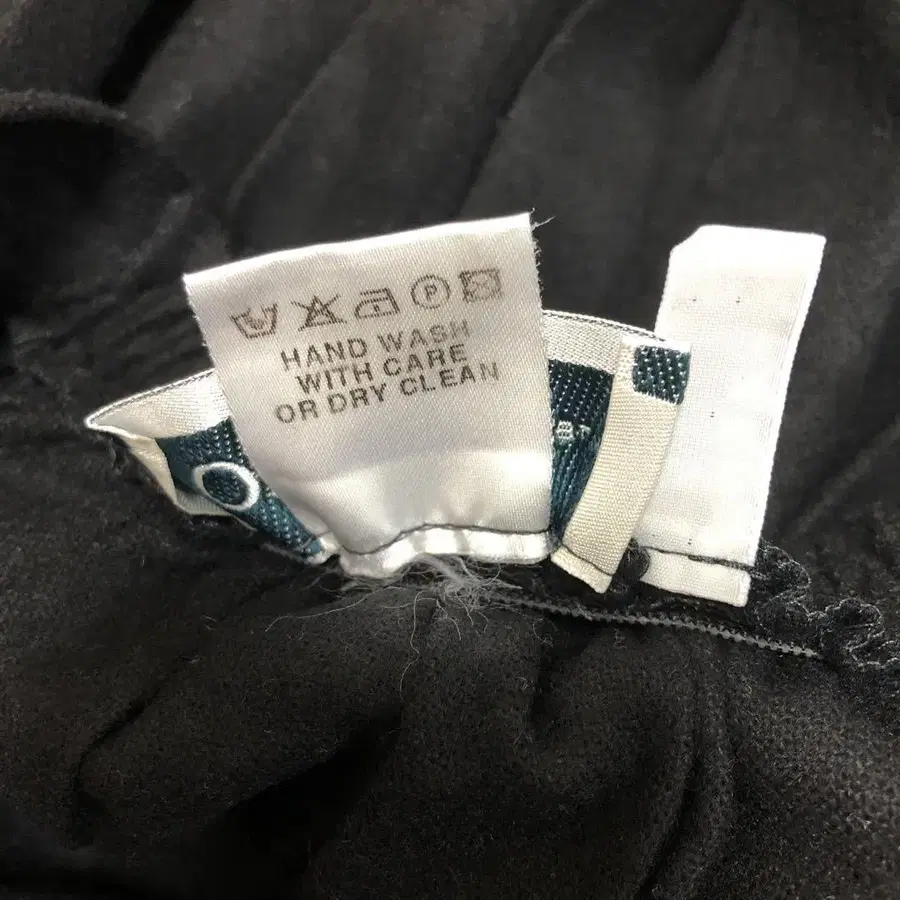 P
HAND WASH
WITH CARE
OR DRY CLEAN